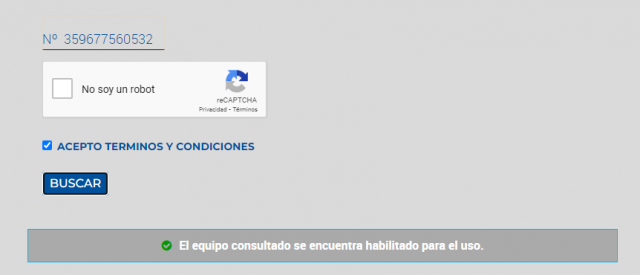 Nº 359677560532
No soy un robot
reCAPTCHA
Privacidad - Términos
ACEPTO TERMINOS Y CONDICIONES
BUSCAR
El equipo consultado se encuentra habilitado para el uso.